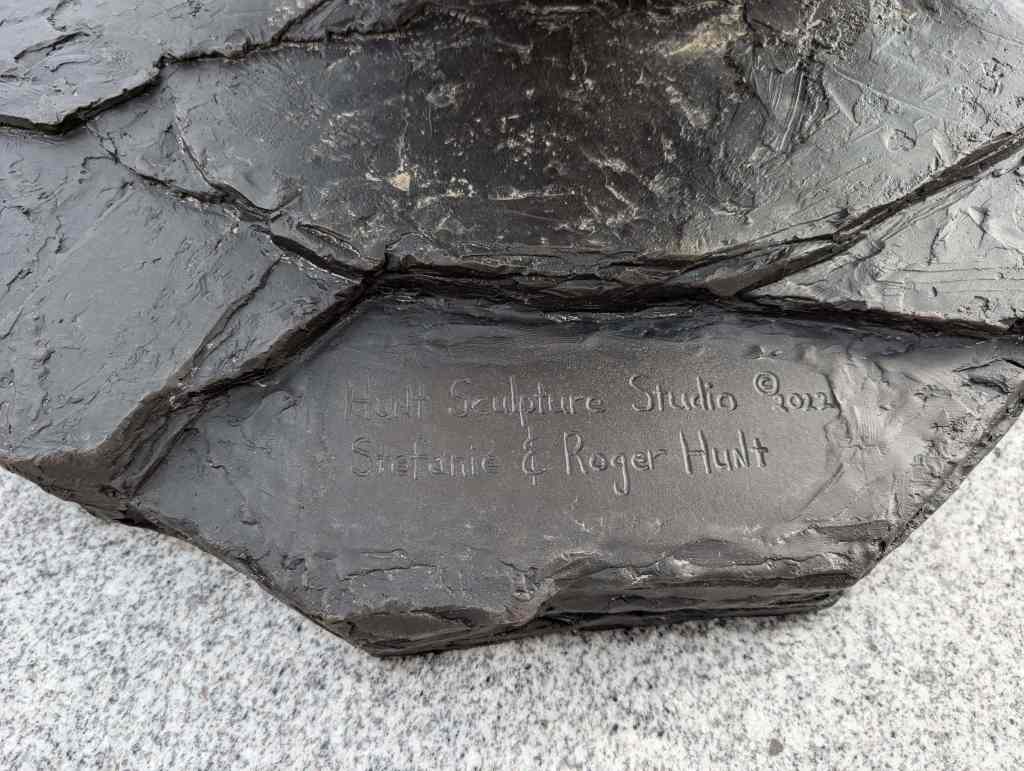 Hunt Sculpture Studio ©2022
Stefanie & Roger Hunt